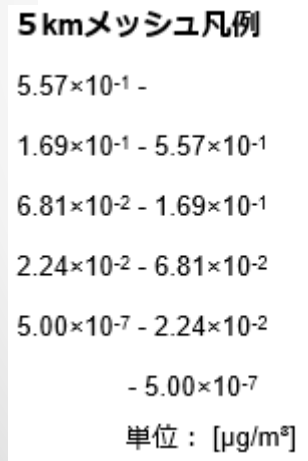 ５kmメッシュ凡例
5.57×10⁻¹ -
1.69×10⁻¹ - 5.57×10⁻¹
6.81×10⁻² - 1.69×10⁻¹
2.24×10⁻² - 6.81×10⁻²
5.00×10⁻⁷ - 2.24×10⁻²
- 5.00×10⁻⁷
単位： [μg/m³]